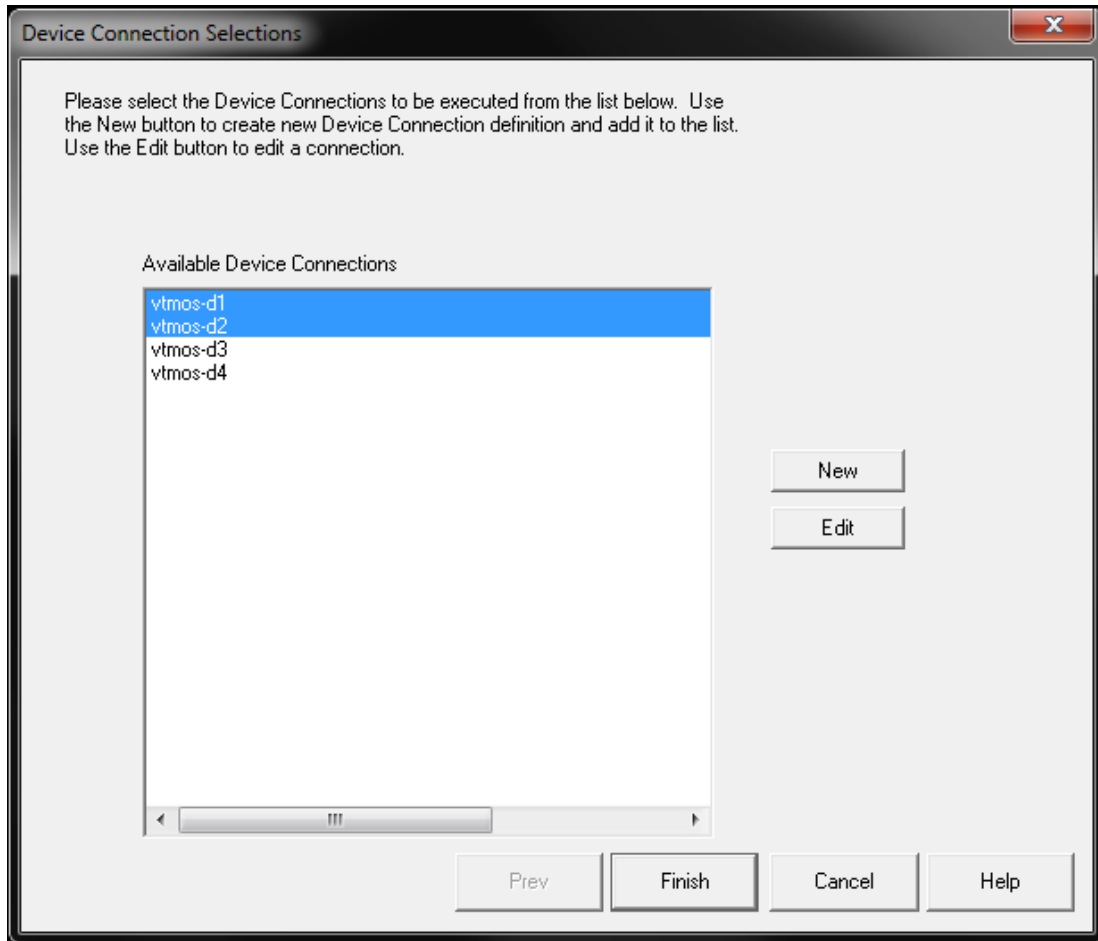 Device Connection Selections
Please select the Device Connections to be executed from the list below.  Use
the New button to create new Device Connection definition and add it to the list.
Use the Edit button to edit a connection.
Available Device Connections
vtmos-d1
vtmos-d2
vtmos-d3
vtmos-d4
New
Edit
Prev
Finish
Cancel
Help